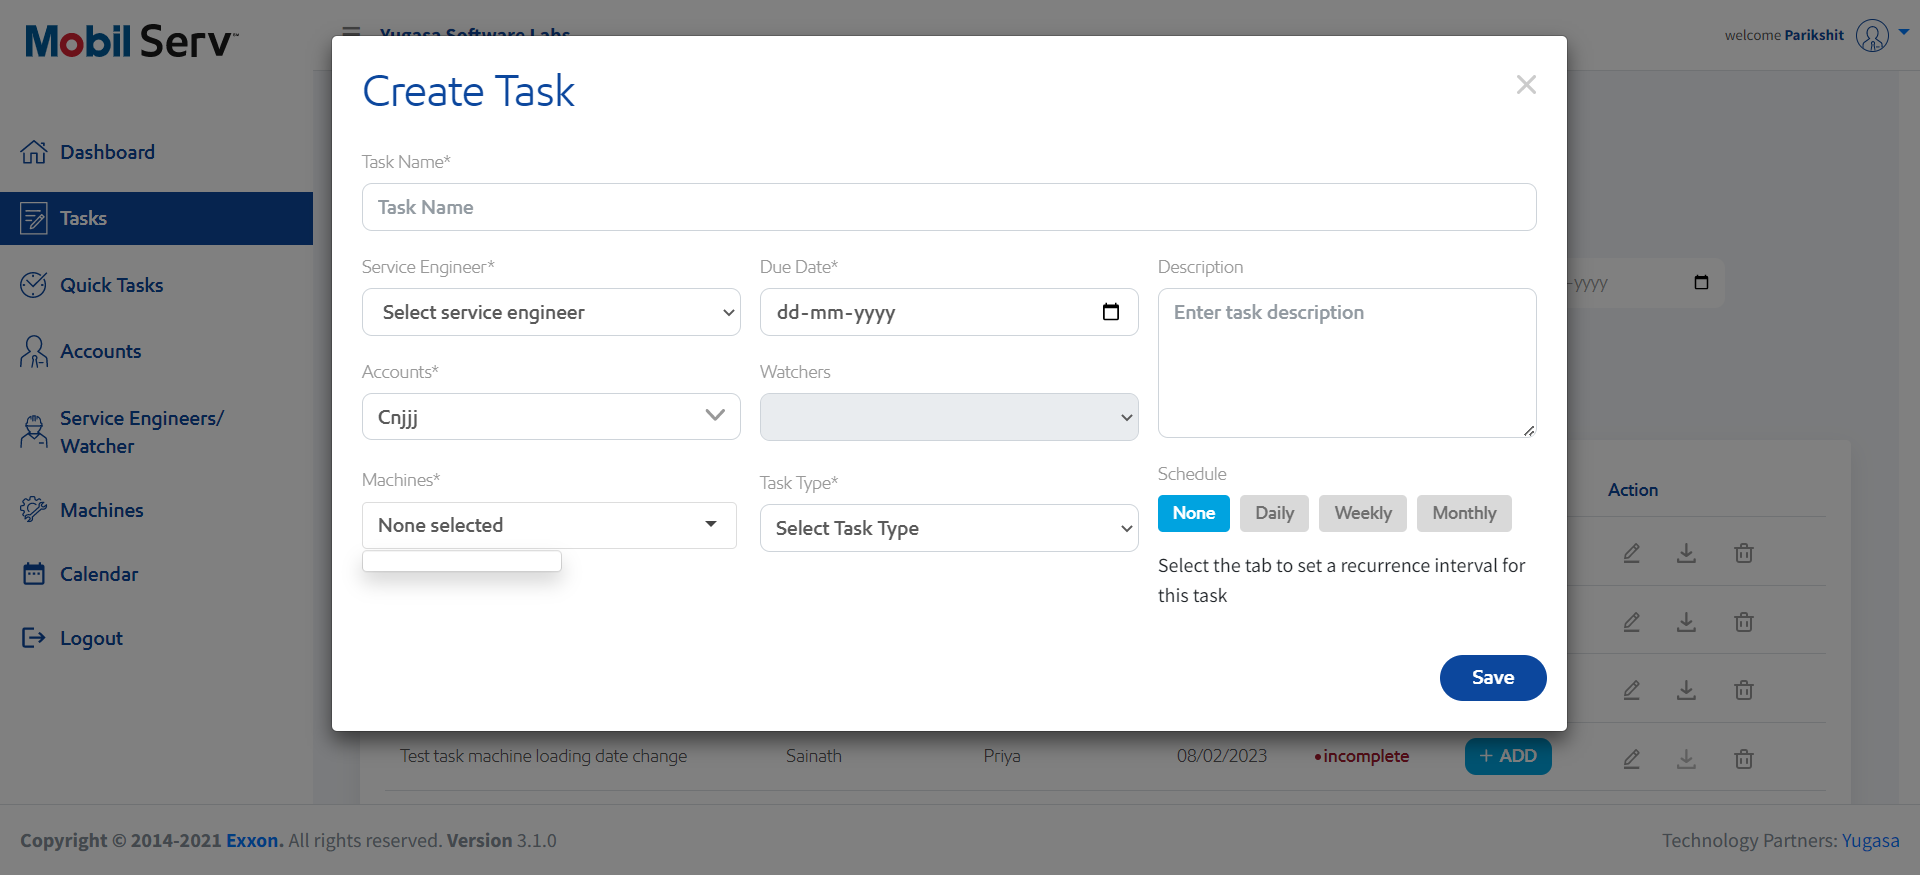 Mobil Serv™
Yugasa Software Labs
welcome Parikshit
Dashboard
Tasks
Quick Tasks
Accounts
Service Engineers/
Watcher
Machines
Calendar
Logout
Create Task
Task Name*
Task Name
Service Engineer*
Select service engineer
Due Date*
dd-mm-yyyy
Description
Enter task description
Accounts*
Cnjjj
Watchers
Machines*
None selected
Task Type*
Select Task Type
Schedule
None Daily Weekly Monthly
Select the tab to set a recurrence interval for
this task
Save
-yyyy
Action
Test task machine loading date change Sainath Priya 08/02/2023 •incomplete + ADD
Copyright © 2014-2021 Exxon. All rights reserved. Version 3.1.0
Technology Partners: Yugasa